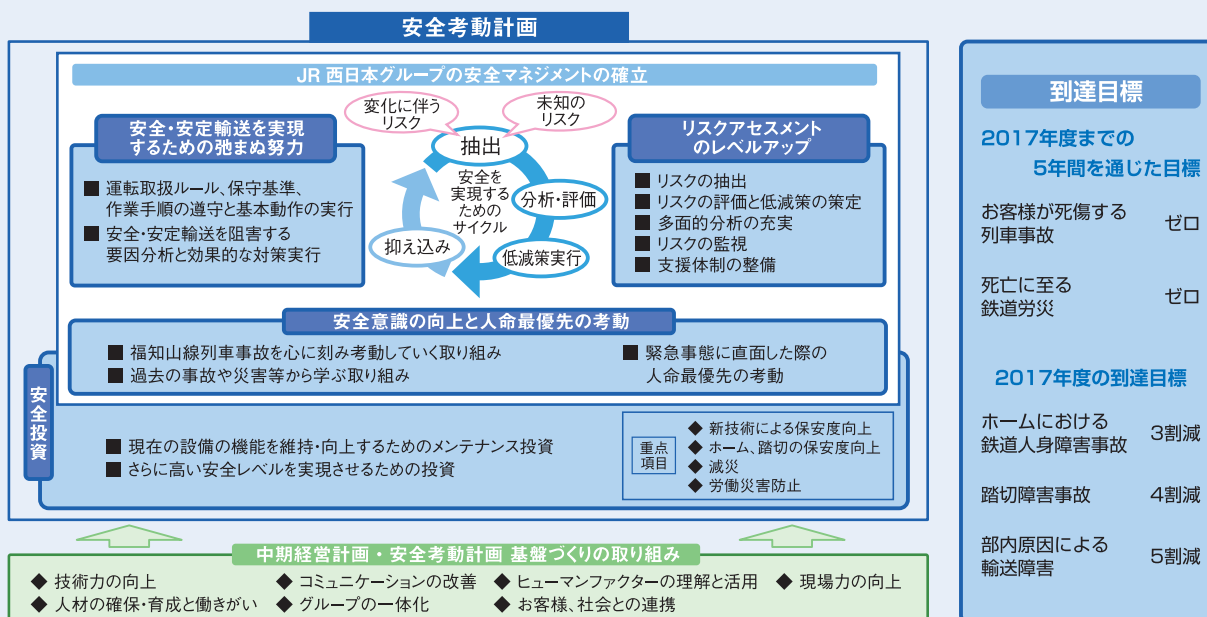 安全考動計画
JR 西日本グループの安全マネジメントの確立
変化に伴う
リスク
未知の
リスク
安全・安定輸送を実現
するための弛まぬ努力
■ 運転取扱ルール、保守基準、
作業手順の遵守と基本動作の実行
■ 安全・安定輸送を阻害する
要因分析と効果的な対策実行
抽出
安全を
実現する
ための
サイクル
分析・評価
低減策実行
抑え込み
リスクアセスメント
のレベルアップ
■ リスクの抽出
■ リスクの評価と低減策の策定
■ 多面的分析の充実
■ リスクの監視
■ 支援体制の整備
安全意識の向上と人命最優先の考動
■ 福知山線列車事故を心に刻み考動していく取り組み
■ 過去の事故や災害等から学ぶ取り組み
■ 緊急事態に直面した際の
人命最優先の考動
安全投資
■ 現在の設備の機能を維持・向上するためのメンテナンス投資
■ さらに高い安全レベルを実現させるための投資
重点
項目
◆ 新技術による保安度向上
◆ ホーム、踏切の保安度向上
◆ 減災
◆ 労働災害防止
中期経営計画・安全考動計画 基盤づくりの取り組み
◆ 技術力の向上 ◆ コミュニケーションの改善 ◆ ヒューマンファクターの理解と活用 ◆ 現場力の向上
◆ 人材の確保・育成と働きがい ◆ グループの一体化 ◆ お客様、社会との連携
到達目標
2017年度までの
5年間を通じた目標
お客様が死傷する
列車事故 ゼロ
死亡に至る
鉄道労災 ゼロ
2017年度の到達目標
ホームにおける
鉄道人身障害事故 3割減
踏切障害事故 4割減
部内原因による
輸送障害 5割減